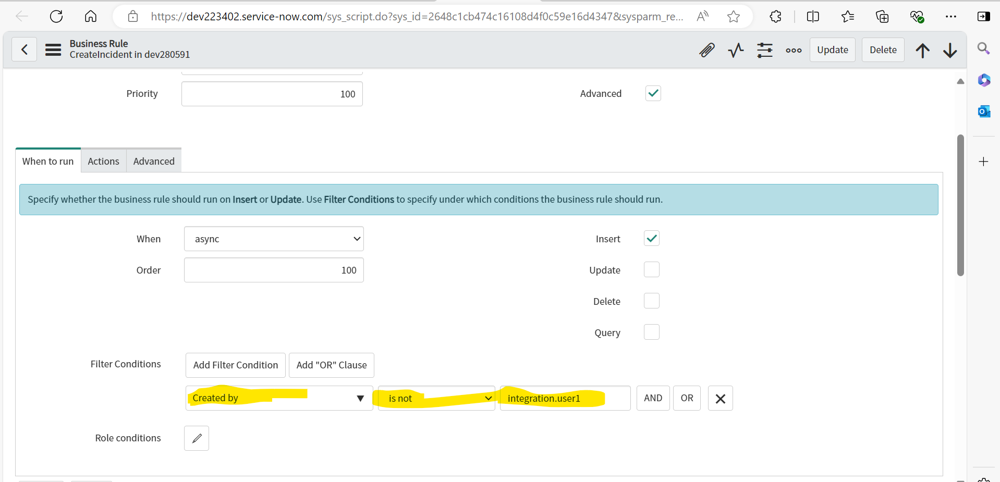 https://dev223402.service-now.com/sys_script.do?sys_id=2648c1cb474c16108d4f0c59e16d4347&sysparm_re...
Business Rule
CreateIncident in dev280591
Update
Delete
Priority
100
Advanced
When to run
Actions
Advanced
Specify whether the business rule should run on Insert or Update. Use Filter Conditions to specify under which conditions the business rule should run.
When
async
Insert
Order
100
Update
Delete
Query
Filter Conditions
Add Filter Condition
Add "OR" Clause
Created by
is not
integration.user1
AND
OR
Role conditions